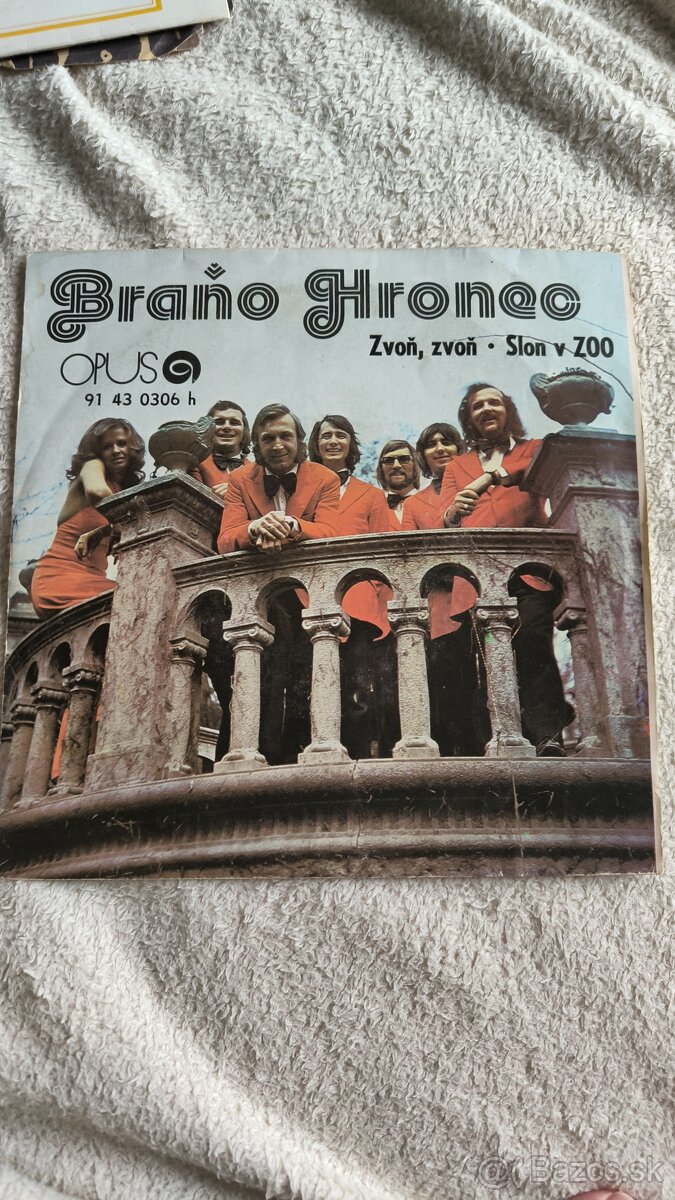 Braňo Hronec
Zvoň, zvoň • Slon v ZOO
OPUS
91 43 0306 h
Bazos.sk